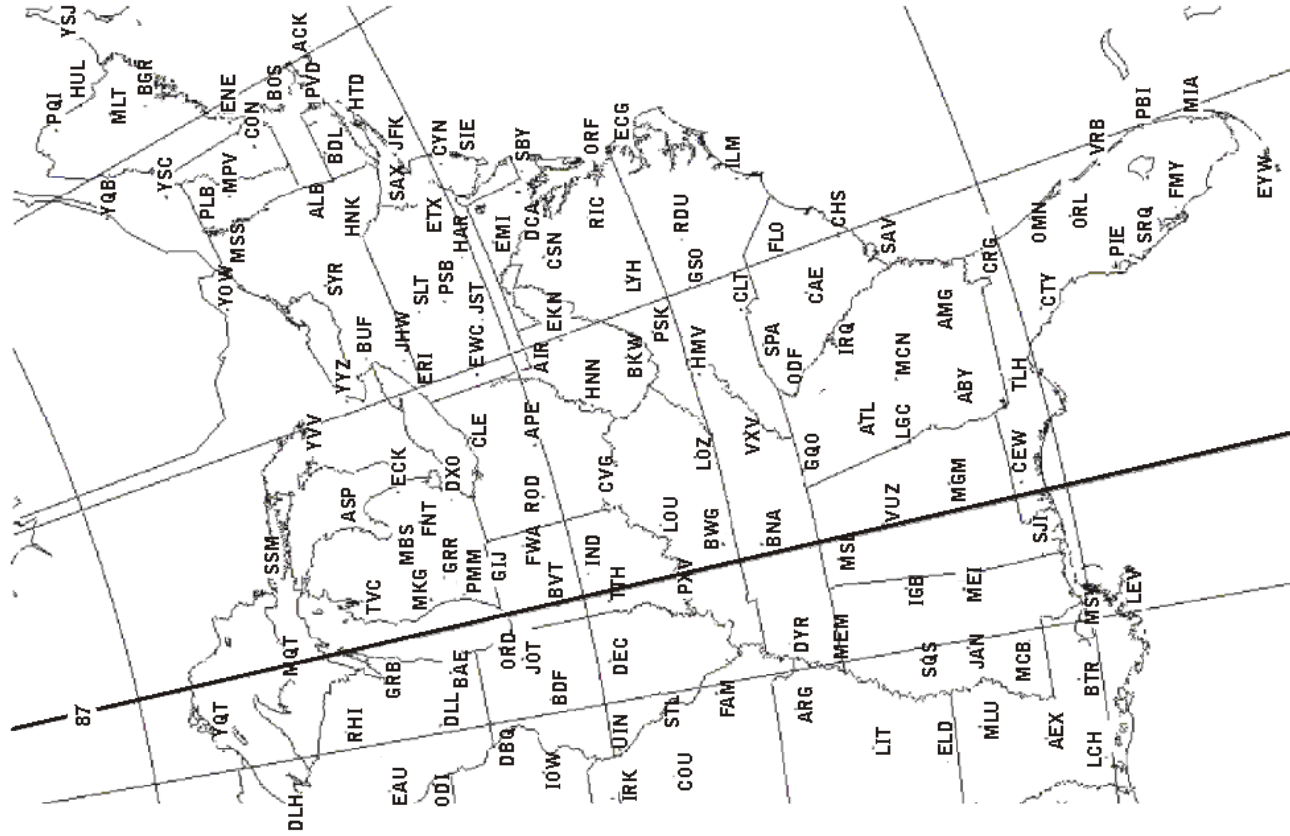 YSJ
HUL
PQI
MLT
BGR
ACK
BOS
PVD
ENE
CON
HTD
YSC
MPV
BDL
YQB
PLB
ALB
JFK
CYN
SIE
MSS
HNK
SAX
ETX
HAR
SBY
YOW
SYR
SLT
PSB
EMI
DCA
CSN
ORF
ECG
RIC
BUF
JHW
ERI
EWC
JST
EKN
LYH
RDU
ILM
YYZ
AIR
HNN
BKW
PSK
GSO
FLO
CHS
SAV
YVV
ECK
DXO
CLE
APE
HMV
CLT
CAE
CRG
OMN
ORL
VRB
PBI
MIA
FMY
EYW
SRQ
PIE
CTY
AMG
IRQ
SPA
ODF
MCN
ABY
TLH
ATL
LGC
SSM
ASP
MBS
FNT
ROD
CVG
LOZ
VXV
GQO
CEW
TVC
MKG
GRR
PMM
GIJ
FWA
BVT
IND
TTH
LOU
BWG
BNA
VUZ
MGM
SJI
PXV
MSL
IGB
MEI
MSY
LEV
87
YQT
MQT
GRB
RHI
DLL
BAE
ORD
JOT
BDF
DEC
DYR
MEM
SQS
JAN
MCB
BTR
DLH
EAU
ODI
DBQ
IOW
UIN
IRK
STL
COU
FAM
ARG
LIT
ELD
MLU
AEX
LCH